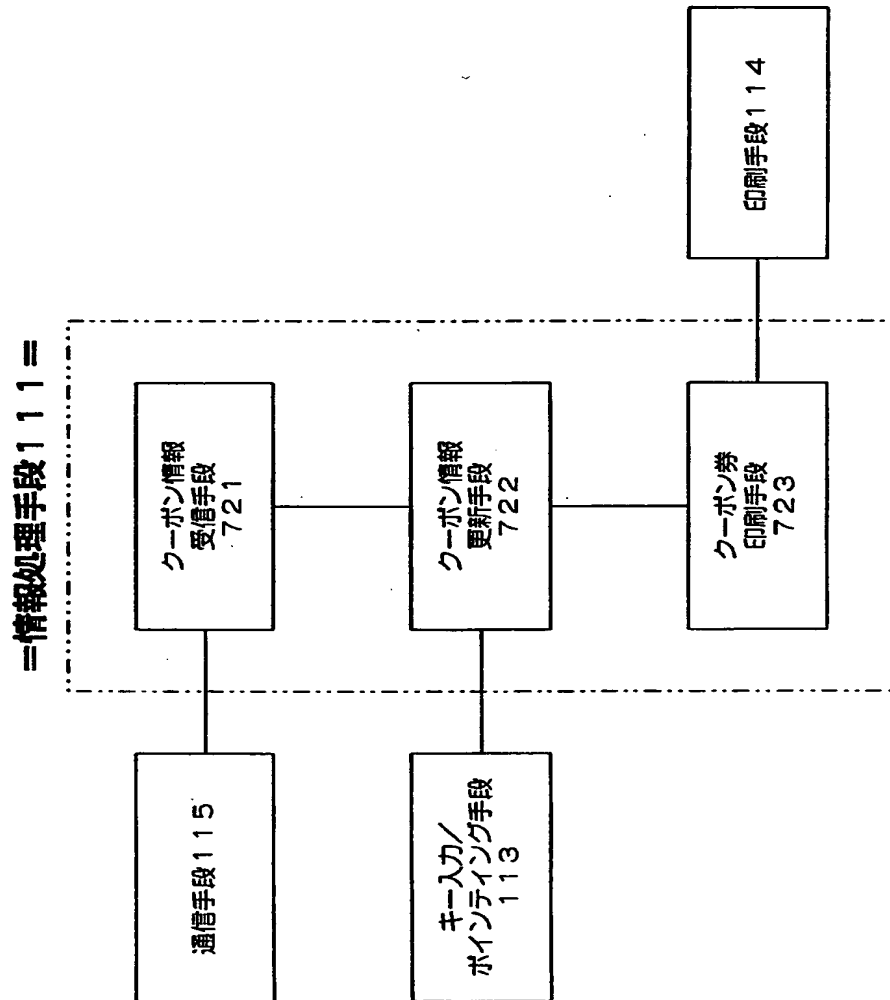 =情報処理手段111=
通信手段115
クーポン情報
受信手段
721
キー入力/
ポインティング手段
113
クーポン情報
更新手段
722
クーポン券
印刷手段
723
印刷手段114